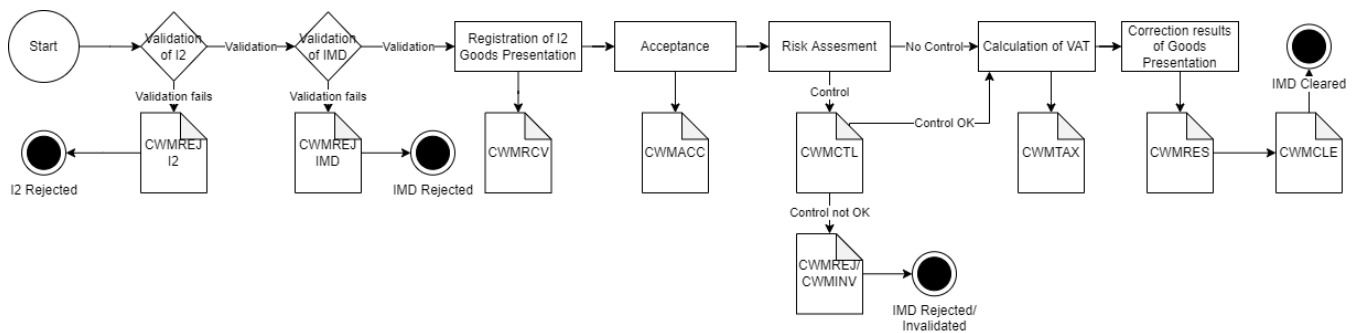 Start
Validation
of I2
Validation
Validation
of IMD
Validation
Registration of I2
Goods Presentation
Acceptance
Risk Assesment
No Control
Calculation of VAT
Correction results
of Goods
Presentation
IMD Cleared
Validation fails
Validation fails
Control
Control OK
CWMREJ
I2
I2 Rejected
CWMREJ
IMD
IMD Rejected
CWMRCV
CWMACC
CWMCTL
CWMTAX
CWMRES
CWMCLE
Control not OK
CWMREJ/
CWMINV
IMD Rejected/
Invalidated